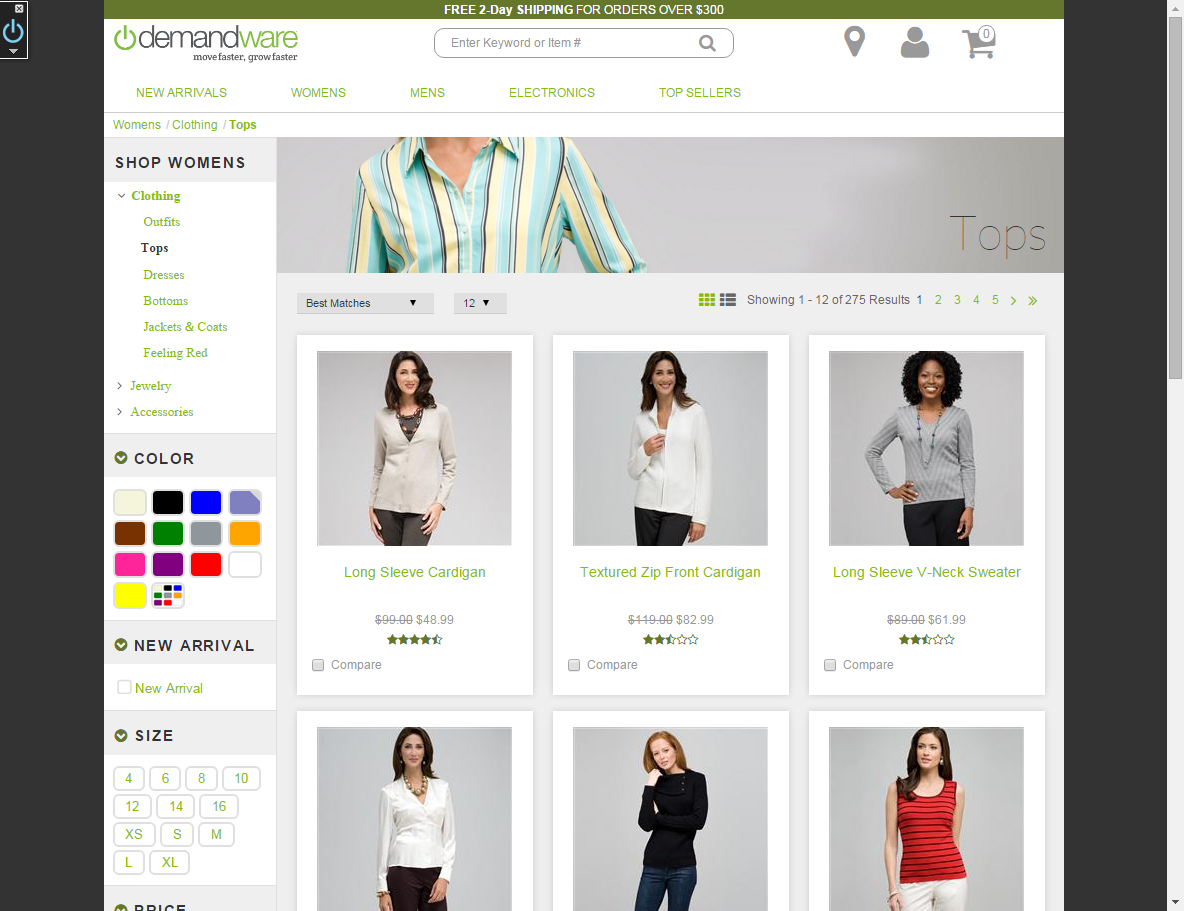 FREE 2-Day SHIPPING FOR ORDERS OVER $300
demandware
move faster, grow faster
Enter Keyword or Item #
0
NEW ARRIVALS WOMENS MENS ELECTRONICS TOP SELLERS
Womens / Clothing / Tops
SHOP WOMENS
Clothing
Outfits
Tops
Dresses
Bottoms
Jackets & Coats
Feeling Red
Jewelry
Accessories
COLOR
NEW ARRIVAL
New Arrival
SIZE
4 6 8 10
12 14 16
XS S M
L XL
PRICE
Tops
Best Matches 12 Showing 1 - 12 of 275 Results 1 2 3 4 5 > »
Long Sleeve Cardigan
$99.00 $48.99
Compare
Textured Zip Front Cardigan
$119.00 $82.99
Compare
Long Sleeve V-Neck Sweater
$89.00 $61.99
Compare